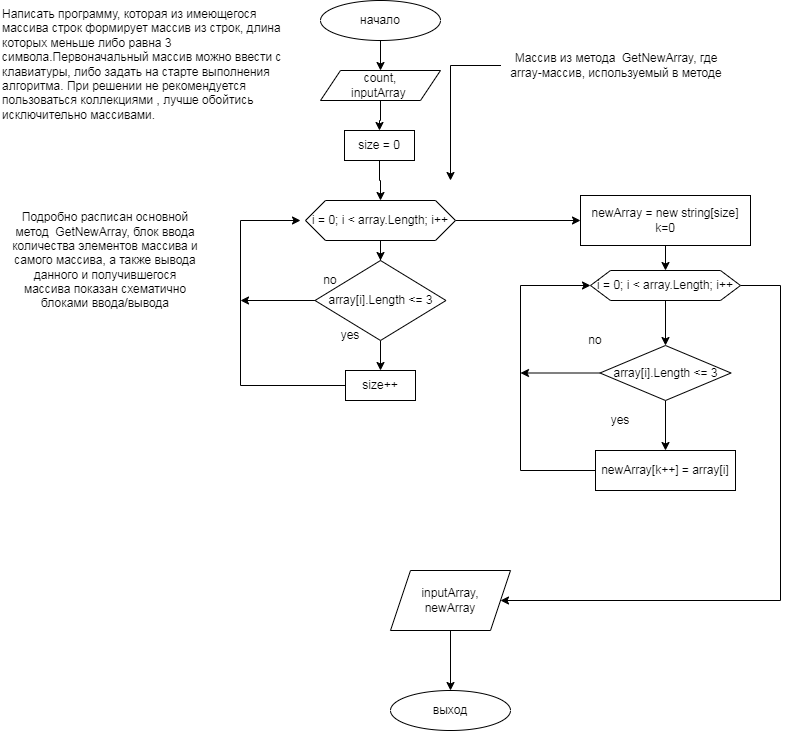 Написать программу, которая из имеющегося
массива строк формирует массив из строк, длина
которых меньше либо равна 3
символа.Первоначальный массив можно ввести с
клавиатуры, либо задать на старте выполнения
алгоритма. При решении не рекомендуется
пользоваться коллекциями , лучше обойтись
исключительно массивами.
начало
count,
inputArray
Массив из метода  GetNewArray, где
array-массив, используемый в методе
size = 0
Подробно расписан основной
метод  GetNewArray, блок ввода
количества элементов массива и
самого массива, а также вывода
данного и получившегося
массива показан схематично
блоками ввода/вывода
i = 0; i < array.Length; i++
newArray = new string[size]
k=0
no
array[i].Length <= 3
yes
size++
i = 0; i < array.Length; i++
no
array[i].Length <= 3
yes
newArray[k++] = array[i]
inputArray,
newArray
выход